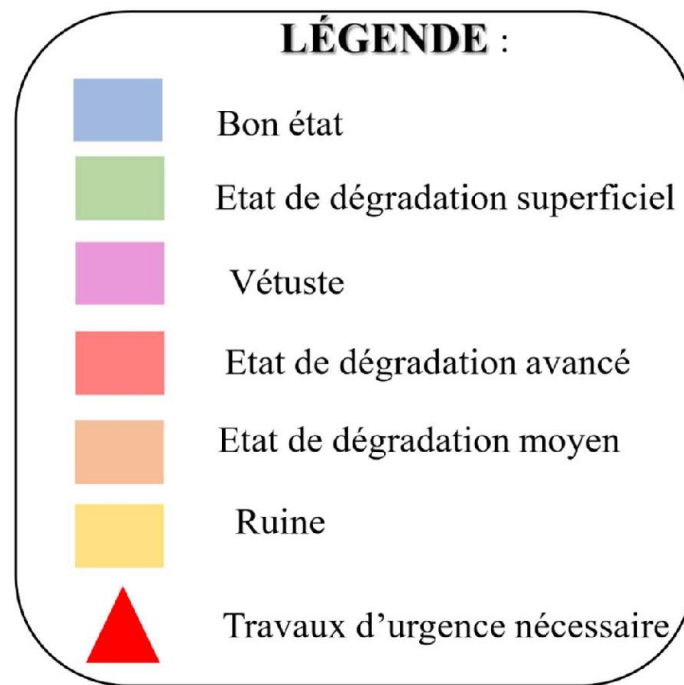 LÉGENDE :
Bon état
Etat de dégradation superficiel
Vétuste
Etat de dégradation avancé
Etat de dégradation moyen
Ruine
Travaux d’urgence nécessaire